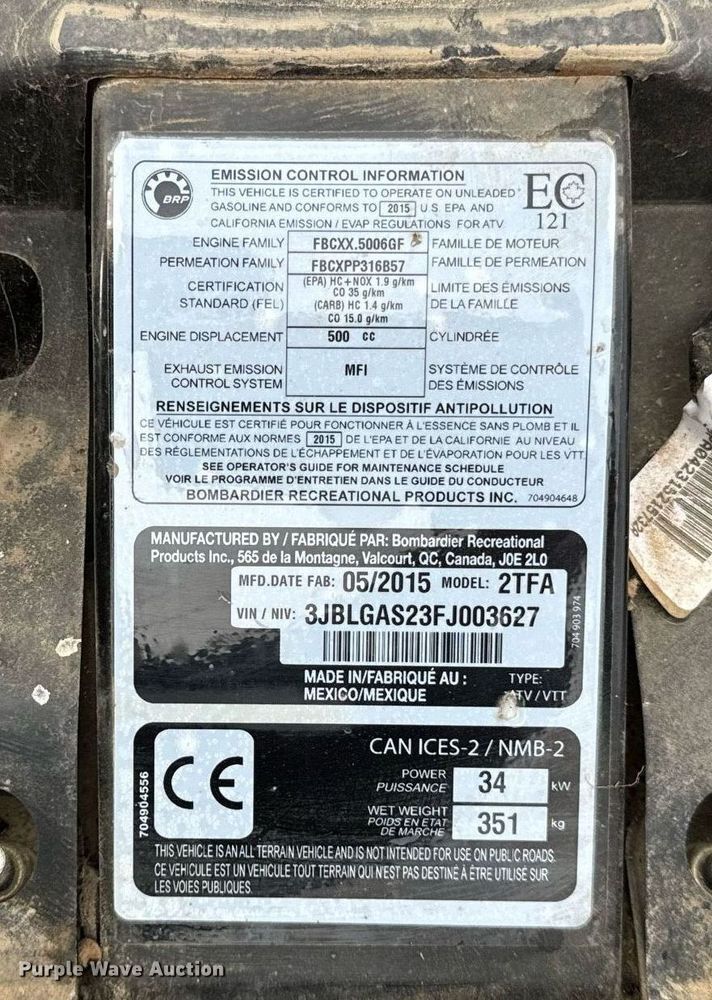 BRP
EMISSION CONTROL INFORMATION
THIS VEHICLE IS CERTIFIED TO OPERATE ON UNLEADED
GASOLINE AND CONFORMS TO 2015 U.S. EPA AND
CALIFORNIA EMISSION / EVAP REGULATIONS FOR ATV
EC
121
ENGINE FAMILY FBCXX.5006GF FAMILLE DE MOTEUR
PERMEATION FAMILY FBCXPP316B57 FAMILLE DE PERMEATION
CERTIFICATION STANDARD (FEL)
(EPA) HC+NOX 1.9 g/km
CO 35 g/km
(CARB) HC 1.4 g/km
CO 15.0 g/km
LIMITE DES ÉMISSIONS
DE LA FAMILLE
ENGINE DISPLACEMENT 500 cc CYLINDRÉE
EXHAUST EMISSION
CONTROL SYSTEM
MFI
SYSTÈME DE CONTRÔLE
DES ÉMISSIONS
RENSEIGNEMENTS SUR LE DISPOSITIF ANTIPOLLUTION
CE VÉHICULE EST CERTIFIÉ POUR FONCTIONNER À L'ESSENCE SANS PLOMB ET IL
EST CONFORME AUX NORMES 2015 DE L'EPA ET DE LA CALIFORNIE AU NIVEAU
DES RÉGLEMENTATIONS DE L'ÉCHAPPEMENT ET DE L'ÉVAPORATION POUR LES VTT.
SEE OPERATOR'S GUIDE FOR MAINTENANCE SCHEDULE
VOIR LE PROGRAMME D'ENTRETIEN DANS LE GUIDE DU CONDUCTEUR
BOMBARDIER RECREATIONAL PRODUCTS INC. 704904648
MANUFACTURED BY / FABRIQUÉ PAR: Bombardier Recreational
Products Inc., 565 de la Montagne, Valcourt, QC, Canada, J0E 2L0
MFD.DATE FAB: 05/2015 MODEL: 2TFA
VIN / NIV: 3JBLGAS23FJ003627
704 903 974
MADE IN/FABRIQUÉ AU :
MEXICO/MEXIQUE
TYPE:
ATV / VTT
CE
704904556
CAN ICES-2 / NMB-2
POWER
PUISSANCE
34 kW
WET WEIGHT
POIDS EN ETAT
DE MARCHE
351 kg
THIS VEHICLE IS AN ALL TERRAIN VEHICLE AND IS NOT INTENDED FOR USE ON PUBLIC ROADS.
CE VEHICULE EST UN VEHICULE TOUT TERRAIN QUI N'EST PAS DESTINÉ À ÊTRE UTILISÉ SUR
LES VOIES PUBLIQUES.
Purple Wave Auction